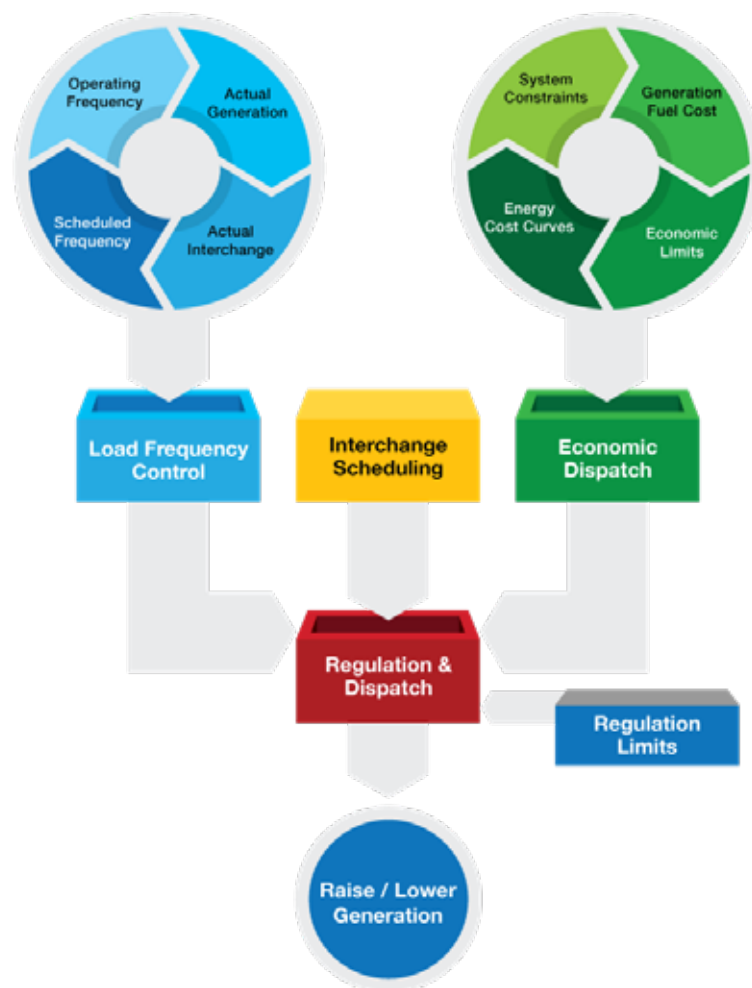 Operating
Frequency
Actual
Generation
Scheduled
Frequency
Actual
Interchange
System
Constraints
Generation
Fuel Cost
Energy
Cost Curves
Economic
Limits
Load Frequency
Control
Interchange
Scheduling
Economic
Dispatch
Regulation &
Dispatch
Regulation
Limits
Raise / Lower
Generation